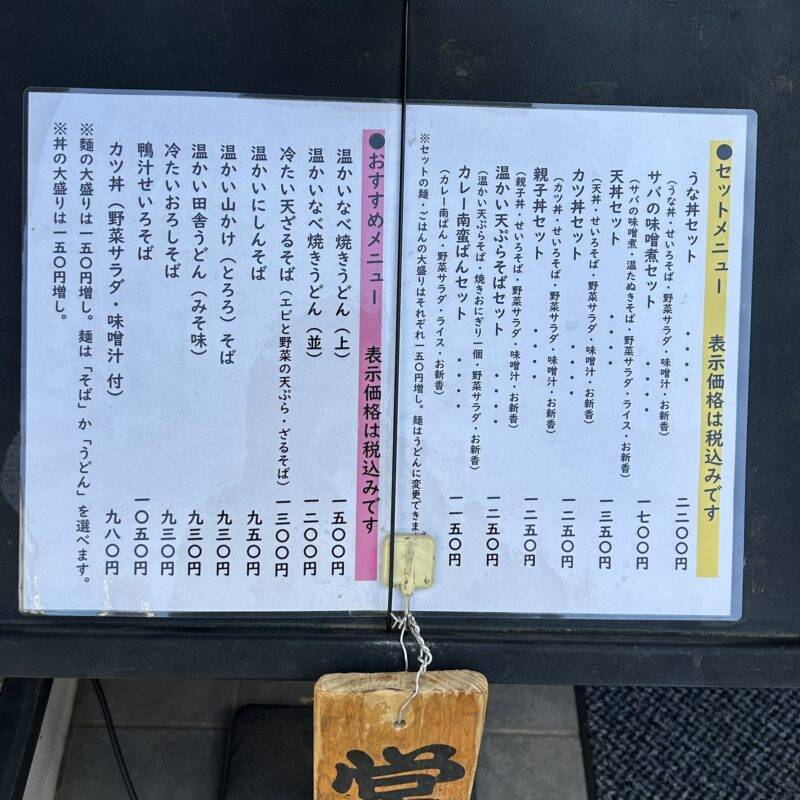 ●セットメニュー　表示価格は税込みです
うな丼セット　・・・・　二二〇〇円
（うな丼・せいろそば・野菜サラダ・味噌汁・お新香）
サバの味噌煮セット　・・・・　一七〇〇円
（サバの味噌煮・温たぬきそば・野菜サラダ・ライス・お新香）
天丼セット　・・・・　一三五〇円
（天丼・せいろそば・野菜サラダ・味噌汁・お新香）
カツ丼セット　・・・・　一二五〇円
（カツ丼・せいろそば・野菜サラダ・味噌汁・お新香）
親子丼セット　・・・・　一二五〇円
（親子丼・せいろそば・野菜サラダ・味噌汁・お新香）
温かい天ぷらそばセット　・・・・　一二五〇円
（温かい天ぷらそば・焼きおにぎり一個・野菜サラダ・お新香）
カレー南蛮ばんセット　・・・・　一一五〇円
（カレー南ばん・野菜サラダ・ライス・お新香）
※セットの麺・ごはんの大盛りはそれぞれ一五〇円増し。麺はうどんに変更できま
●おすすめメニュー　表示価格は税込みです
温かいなべ焼きうどん（上）　一五〇〇円
温かいなべ焼きうどん（並）　一二〇〇円
冷たい天ざるそば（エビと野菜の天ぷら・ざるそば）　一三〇〇円
温かいにしんそば　九五〇円
温かい山かけ（とろろ）そば　九三〇円
温かい田舎うどん（みそ味）　九三〇円
冷たいおろしそば　九三〇円
鴨汁せいろそば　一〇五〇円
カツ丼（野菜サラダ・味噌汁 付）　九八〇円
※麺の大盛りは一五〇円増し。麺は「そば」か「うどん」を選べます。
※丼の大盛りは一五〇円増し。
営